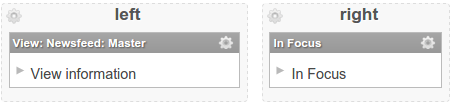 left
View: Newsfeed: Master
View information
right
In Focus
In Focus